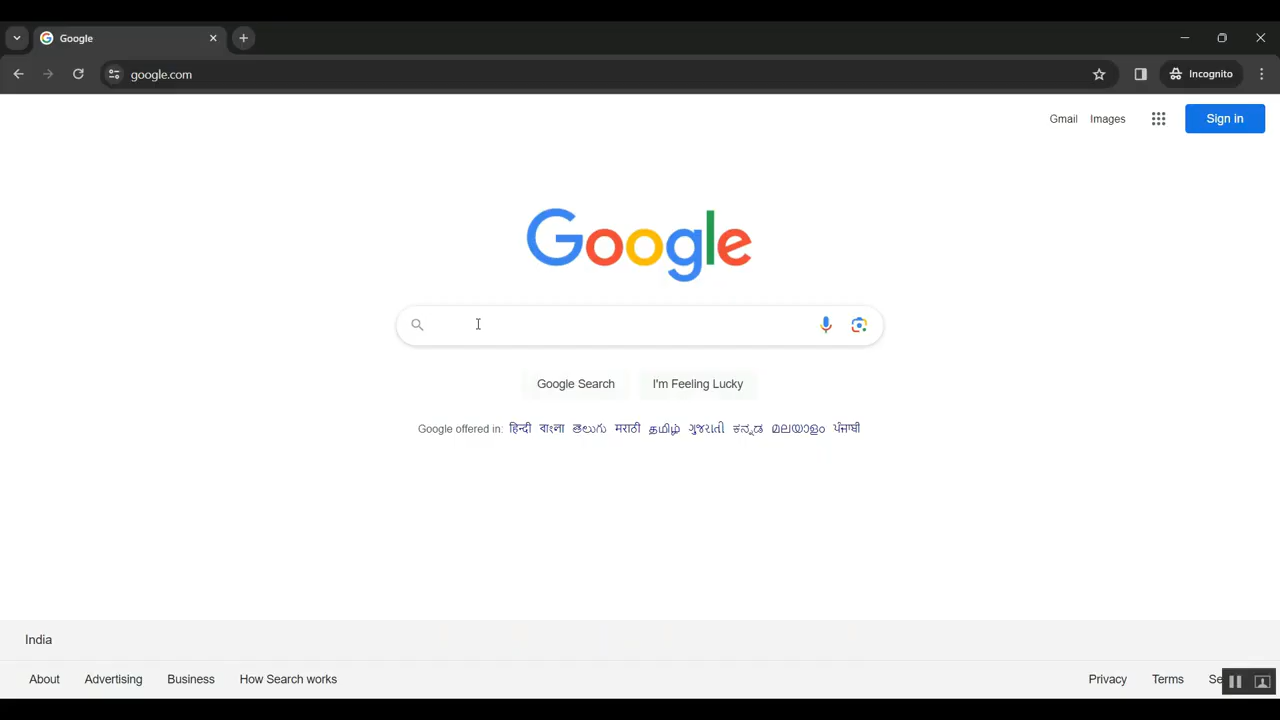 Google
google.com
Incognito
Gmail Images Sign in
Google
Google Search I'm Feeling Lucky
Google offered in: हिन्दी বাংলা తెలుగు मराठी தமிழ் ગુજરાતી ಕನ್ನಡ മലയാളം ਪੰਜਾਬੀ
India
About Advertising Business How Search works Privacy Terms Se